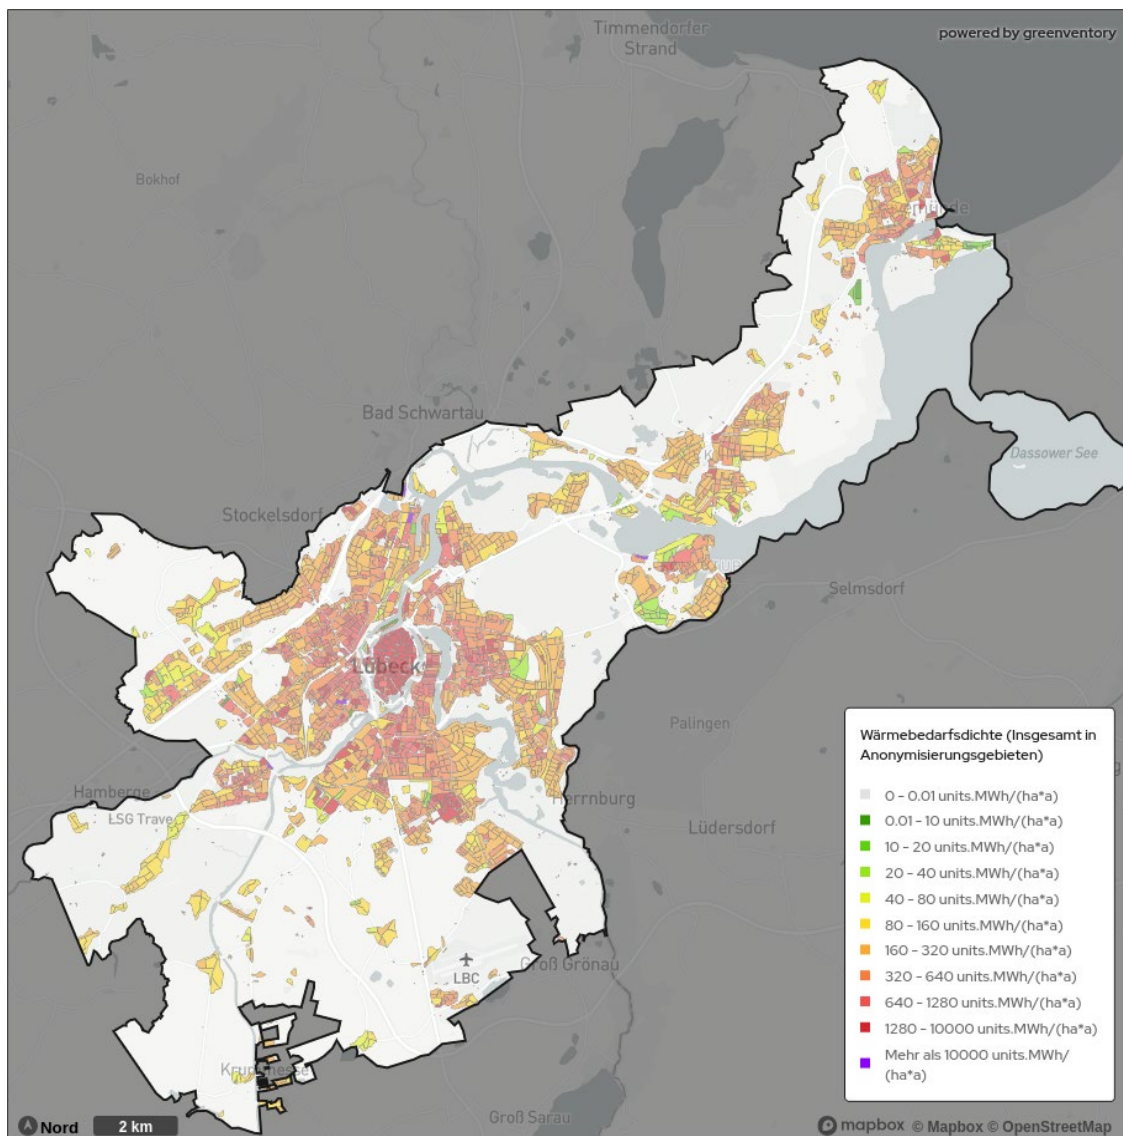 Timmendorfer
Strand
powered by greenventory
Bokhof
Bad Schwartau
Dassower See
Stockelsdorf
Selmsdorf
Lübeck
Palingen
Hamberge
LSG Trave
Herrnburg
Lüdersdorf
LBC
Groß Grönau
Krummesse
Groß Sarau
Wärmebedarfsdichte (Insgesamt in
Anonymisierungsgebieten)
0 - 0.01 units.MWh/(ha*a)
0.01 - 10 units.MWh/(ha*a)
10 - 20 units.MWh/(ha*a)
20 - 40 units.MWh/(ha*a)
40 - 80 units.MWh/(ha*a)
80 - 160 units.MWh/(ha*a)
160 - 320 units.MWh/(ha*a)
320 - 640 units.MWh/(ha*a)
640 - 1280 units.MWh/(ha*a)
1280 - 10000 units.MWh/(ha*a)
Mehr als 10000 units.MWh/
(ha*a)
Nord
2 km
mapbox © Mapbox © OpenStreetMap